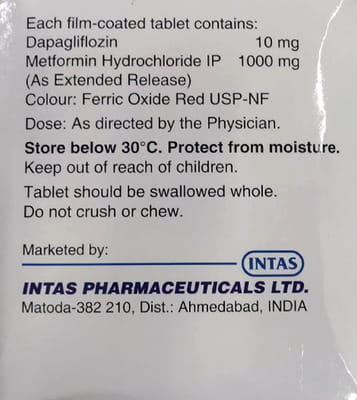 Each film-coated tablet contains:
Dapagliflozin 10 mg
Metformin Hydrochloride IP 1000 mg
(As Extended Release)
Colour: Ferric Oxide Red USP-NF
Dose: As directed by the Physician.
Store below 30°C. Protect from moisture.
Keep out of reach of children.
Tablet should be swallowed whole.
Do not crush or chew.
Marketed by:
INTAS
INTAS PHARMACEUTICALS LTD.
Matoda-382 210, Dist.: Ahmedabad, INDIA